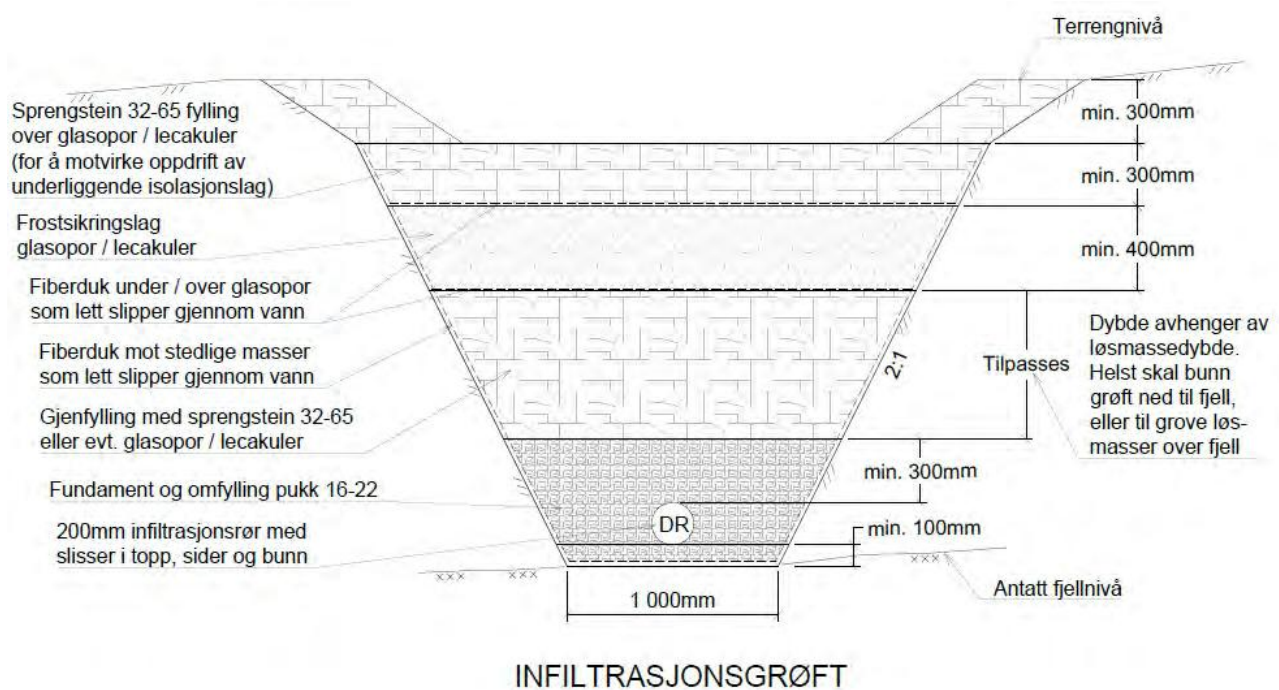 Terrengnivå
Sprengstein 32-65 fylling
over glasopor / lecakuler
(for å motvirke oppdrift av
underliggende isolasjonslag)
Frostsikringslag
glasopor / lecakuler
Fiberduk under / over glasopor
som lett slipper gjennom vann
Fiberduk mot stedlige masser
som lett slipper gjennom vann
Gjenfylling med sprengstein 32-65
eller evt. glasopor / lecakuler
Fundament og omfylling pukk 16-22
200mm infiltrasjonsrør med
slisser i topp, sider og bunn
DR
2:1
min. 300mm
min. 300mm
min. 400mm
Tilpasses
Dybde avhenger av
løsmassedybde.
Helst skal bunn
grøft ned til fjell,
eller til grove løs-
masser over fjell
min. 300mm
min. 100mm
Antatt fjellnivå
1 000mm
INFILTRASJONSGRØFT